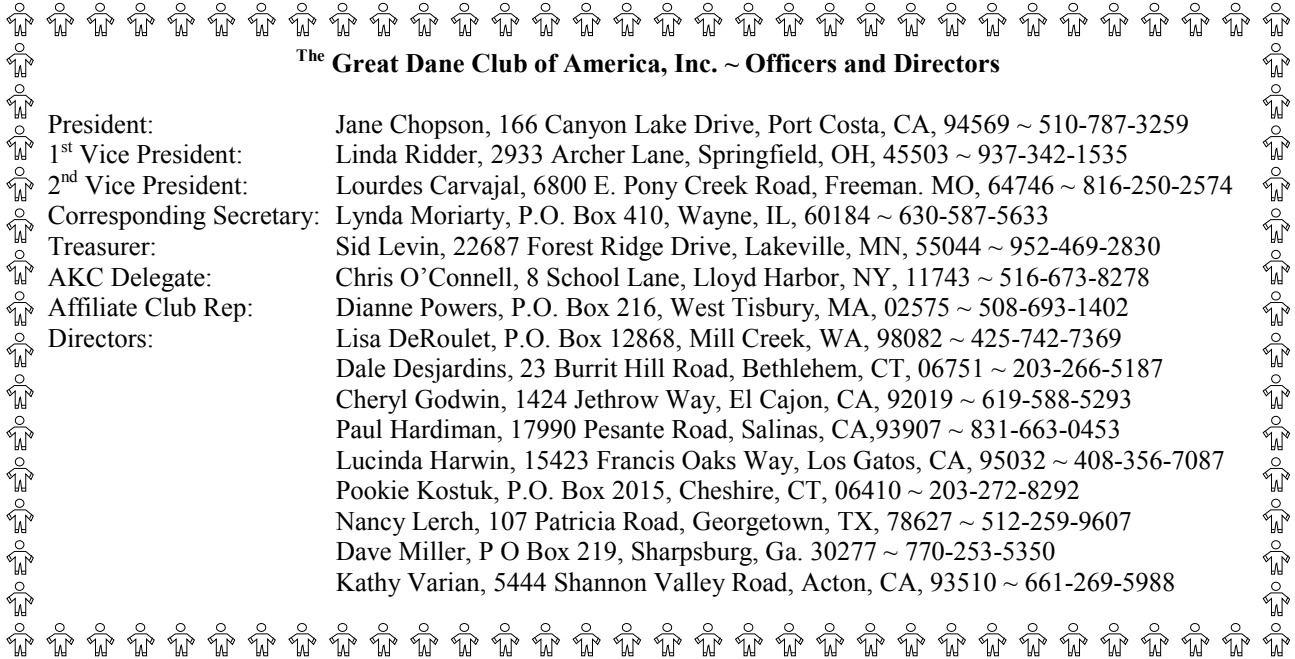 The Great Dane Club of America, Inc. ~ Officers and Directors
President: Jane Chopson, 166 Canyon Lake Drive, Port Costa, CA, 94569 ~ 510-787-3259
1st Vice President: Linda Ridder, 2933 Archer Lane, Springfield, OH, 45503 ~ 937-342-1535
2nd Vice President: Lourdes Carvajal, 6800 E. Pony Creek Road, Freeman. MO, 64746 ~ 816-250-2574
Corresponding Secretary: Lynda Moriarty, P.O. Box 410, Wayne, IL, 60184 ~ 630-587-5633
Treasurer: Sid Levin, 22687 Forest Ridge Drive, Lakeville, MN, 55044 ~ 952-469-2830
AKC Delegate: Chris O’Connell, 8 School Lane, Lloyd Harbor, NY, 11743 ~ 516-673-8278
Affiliate Club Rep: Dianne Powers, P.O. Box 216, West Tisbury, MA, 02575 ~ 508-693-1402
Directors: Lisa DeRoulet, P.O. Box 12868, Mill Creek, WA, 98082 ~ 425-742-7369
Dale Desjardins, 23 Burrit Hill Road, Bethlehem, CT, 06751 ~ 203-266-5187
Cheryl Godwin, 1424 Jethrow Way, El Cajon, CA, 92019 ~ 619-588-5293
Paul Hardiman, 17990 Pesante Road, Salinas, CA,93907 ~ 831-663-0453
Lucinda Harwin, 15423 Francis Oaks Way, Los Gatos, CA, 95032 ~ 408-356-7087
Pookie Kostuk, P.O. Box 2015, Cheshire, CT, 06410 ~ 203-272-8292
Nancy Lerch, 107 Patricia Road, Georgetown, TX, 78627 ~ 512-259-9607
Dave Miller, P O Box 219, Sharpsburg, Ga. 30277 ~ 770-253-5350
Kathy Varian, 5444 Shannon Valley Road, Acton, CA, 93510 ~ 661-269-5988